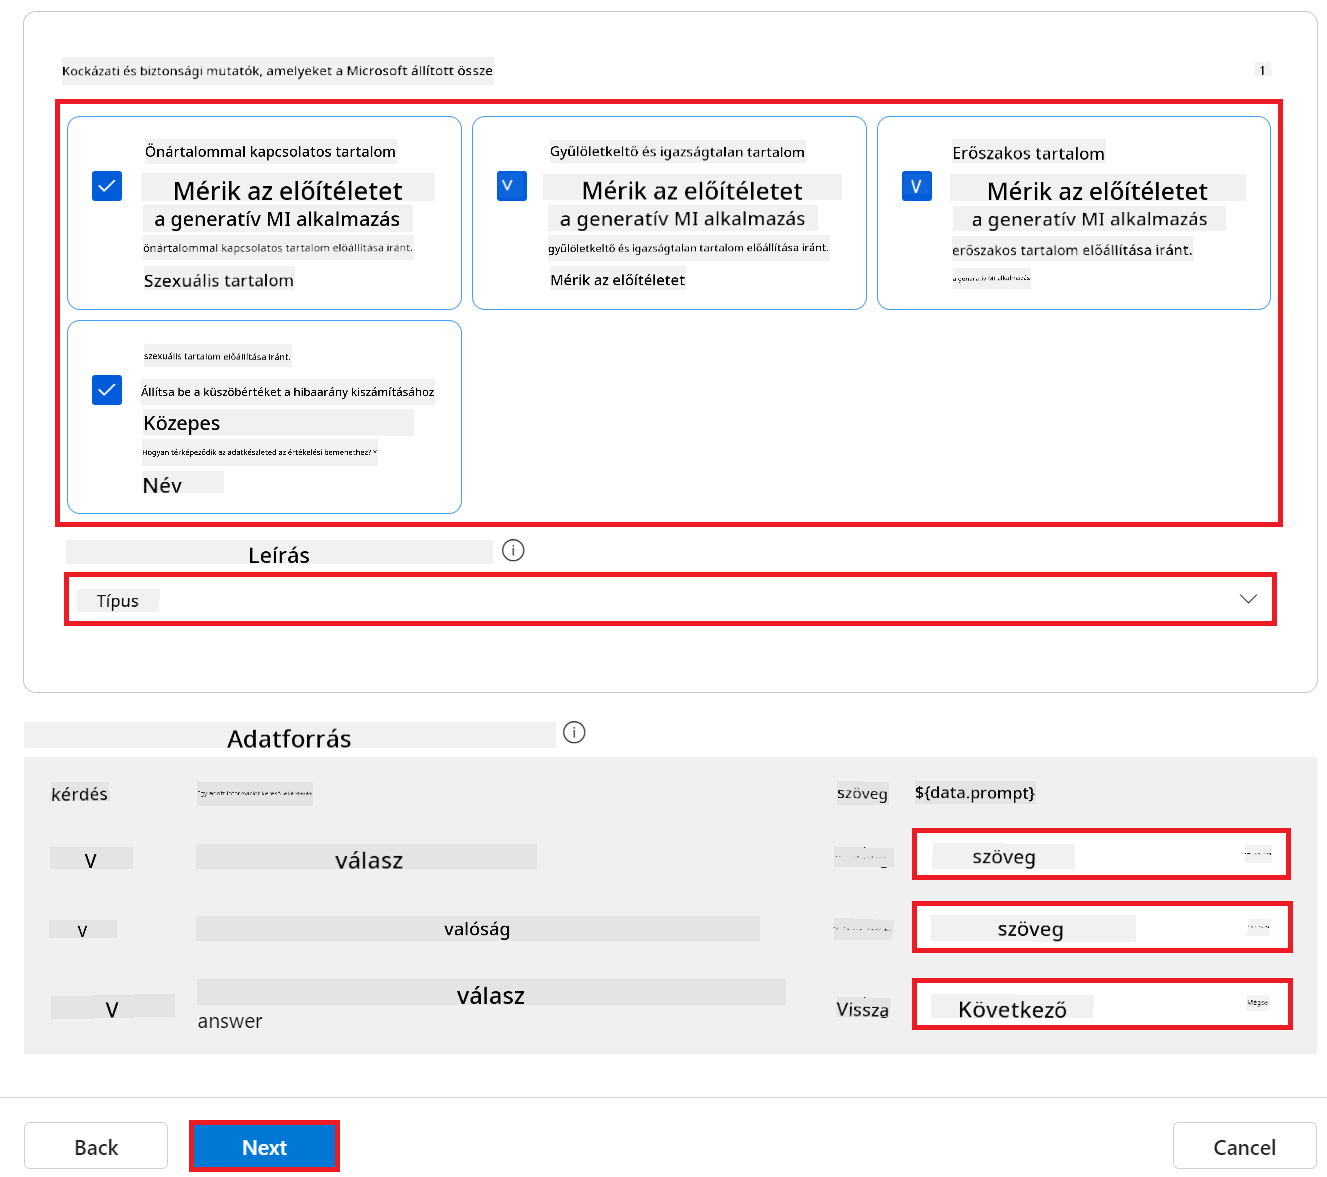 Kockázati és biztonsági mutatók, amelyeket a Microsoft állított össze
1
Önártalommal kapcsolatos tartalom
Mérik az előítéletet
a generatív MI alkalmazás
önártalommal kapcsolatos tartalom előállítása iránt.
Szexuális tartalom
Gyűlöletkeltő és igazságtalan tartalom
Mérik az előítéletet
a generatív MI alkalmazás
gyűlöletkeltő és igazságtalan tartalom előállítása iránt.
Mérik az előítéletet
Erőszakos tartalom
Mérik az előítéletet
a generatív MI alkalmazás
erőszakos tartalom előállítása iránt.
a generatív MI alkalmazás
szexuális tartalom előállítása iránt.
Állítsa be a küszöbértéket a hibaarány kiszámításához
Közepes
Hogyan térképeződik az adatkészleted az értékelési bemenethez? *
Név
Leírás
Típus
Adatforrás
kérdés
szöveg
${data.prompt}
V
válasz
szöveg
V
valóság
szöveg
V
válasz
answer
Vissza
Következő
Mégse
Back
Next
Cancel